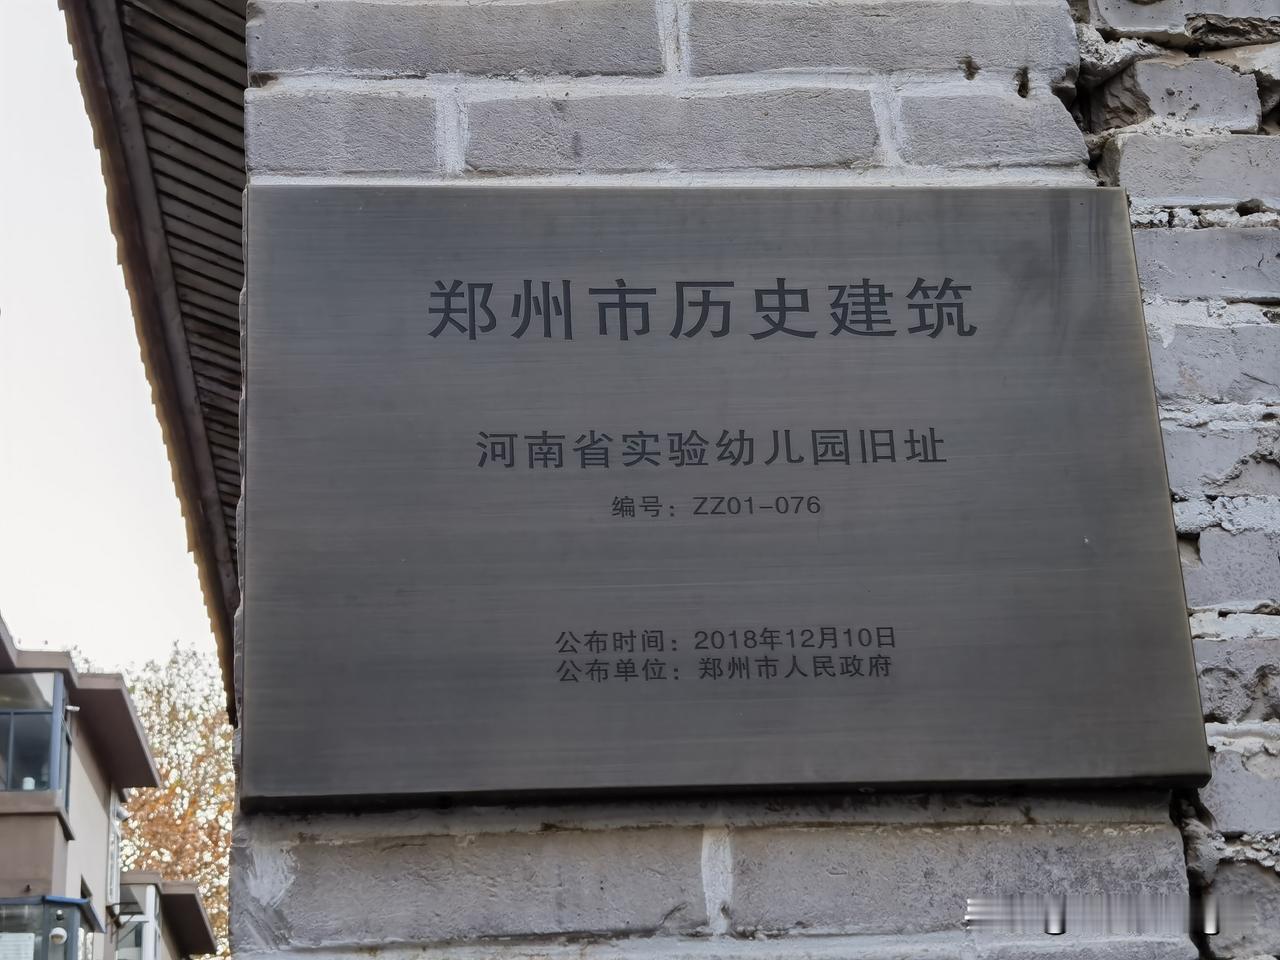 郑州市历史建筑
河南省实验幼儿园旧址
编号：ZZ01-076
公布时间：2018年12月10日
公布单位：郑州市人民政府